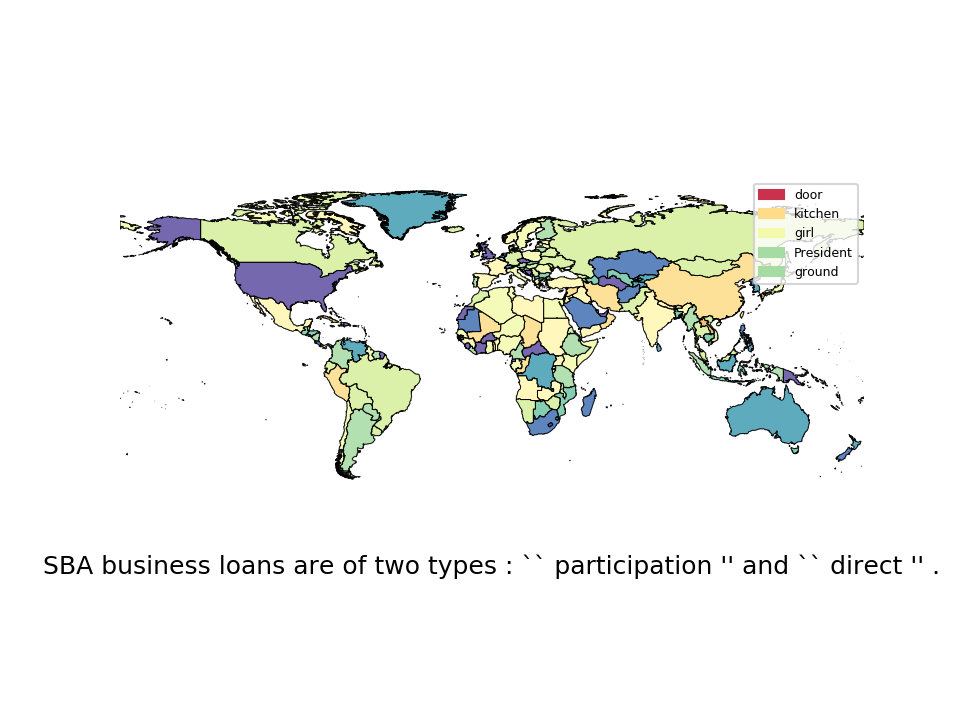 door
kitchen
girl
President
ground
SBA business loans are of two types : `` participation '' and `` direct '' .